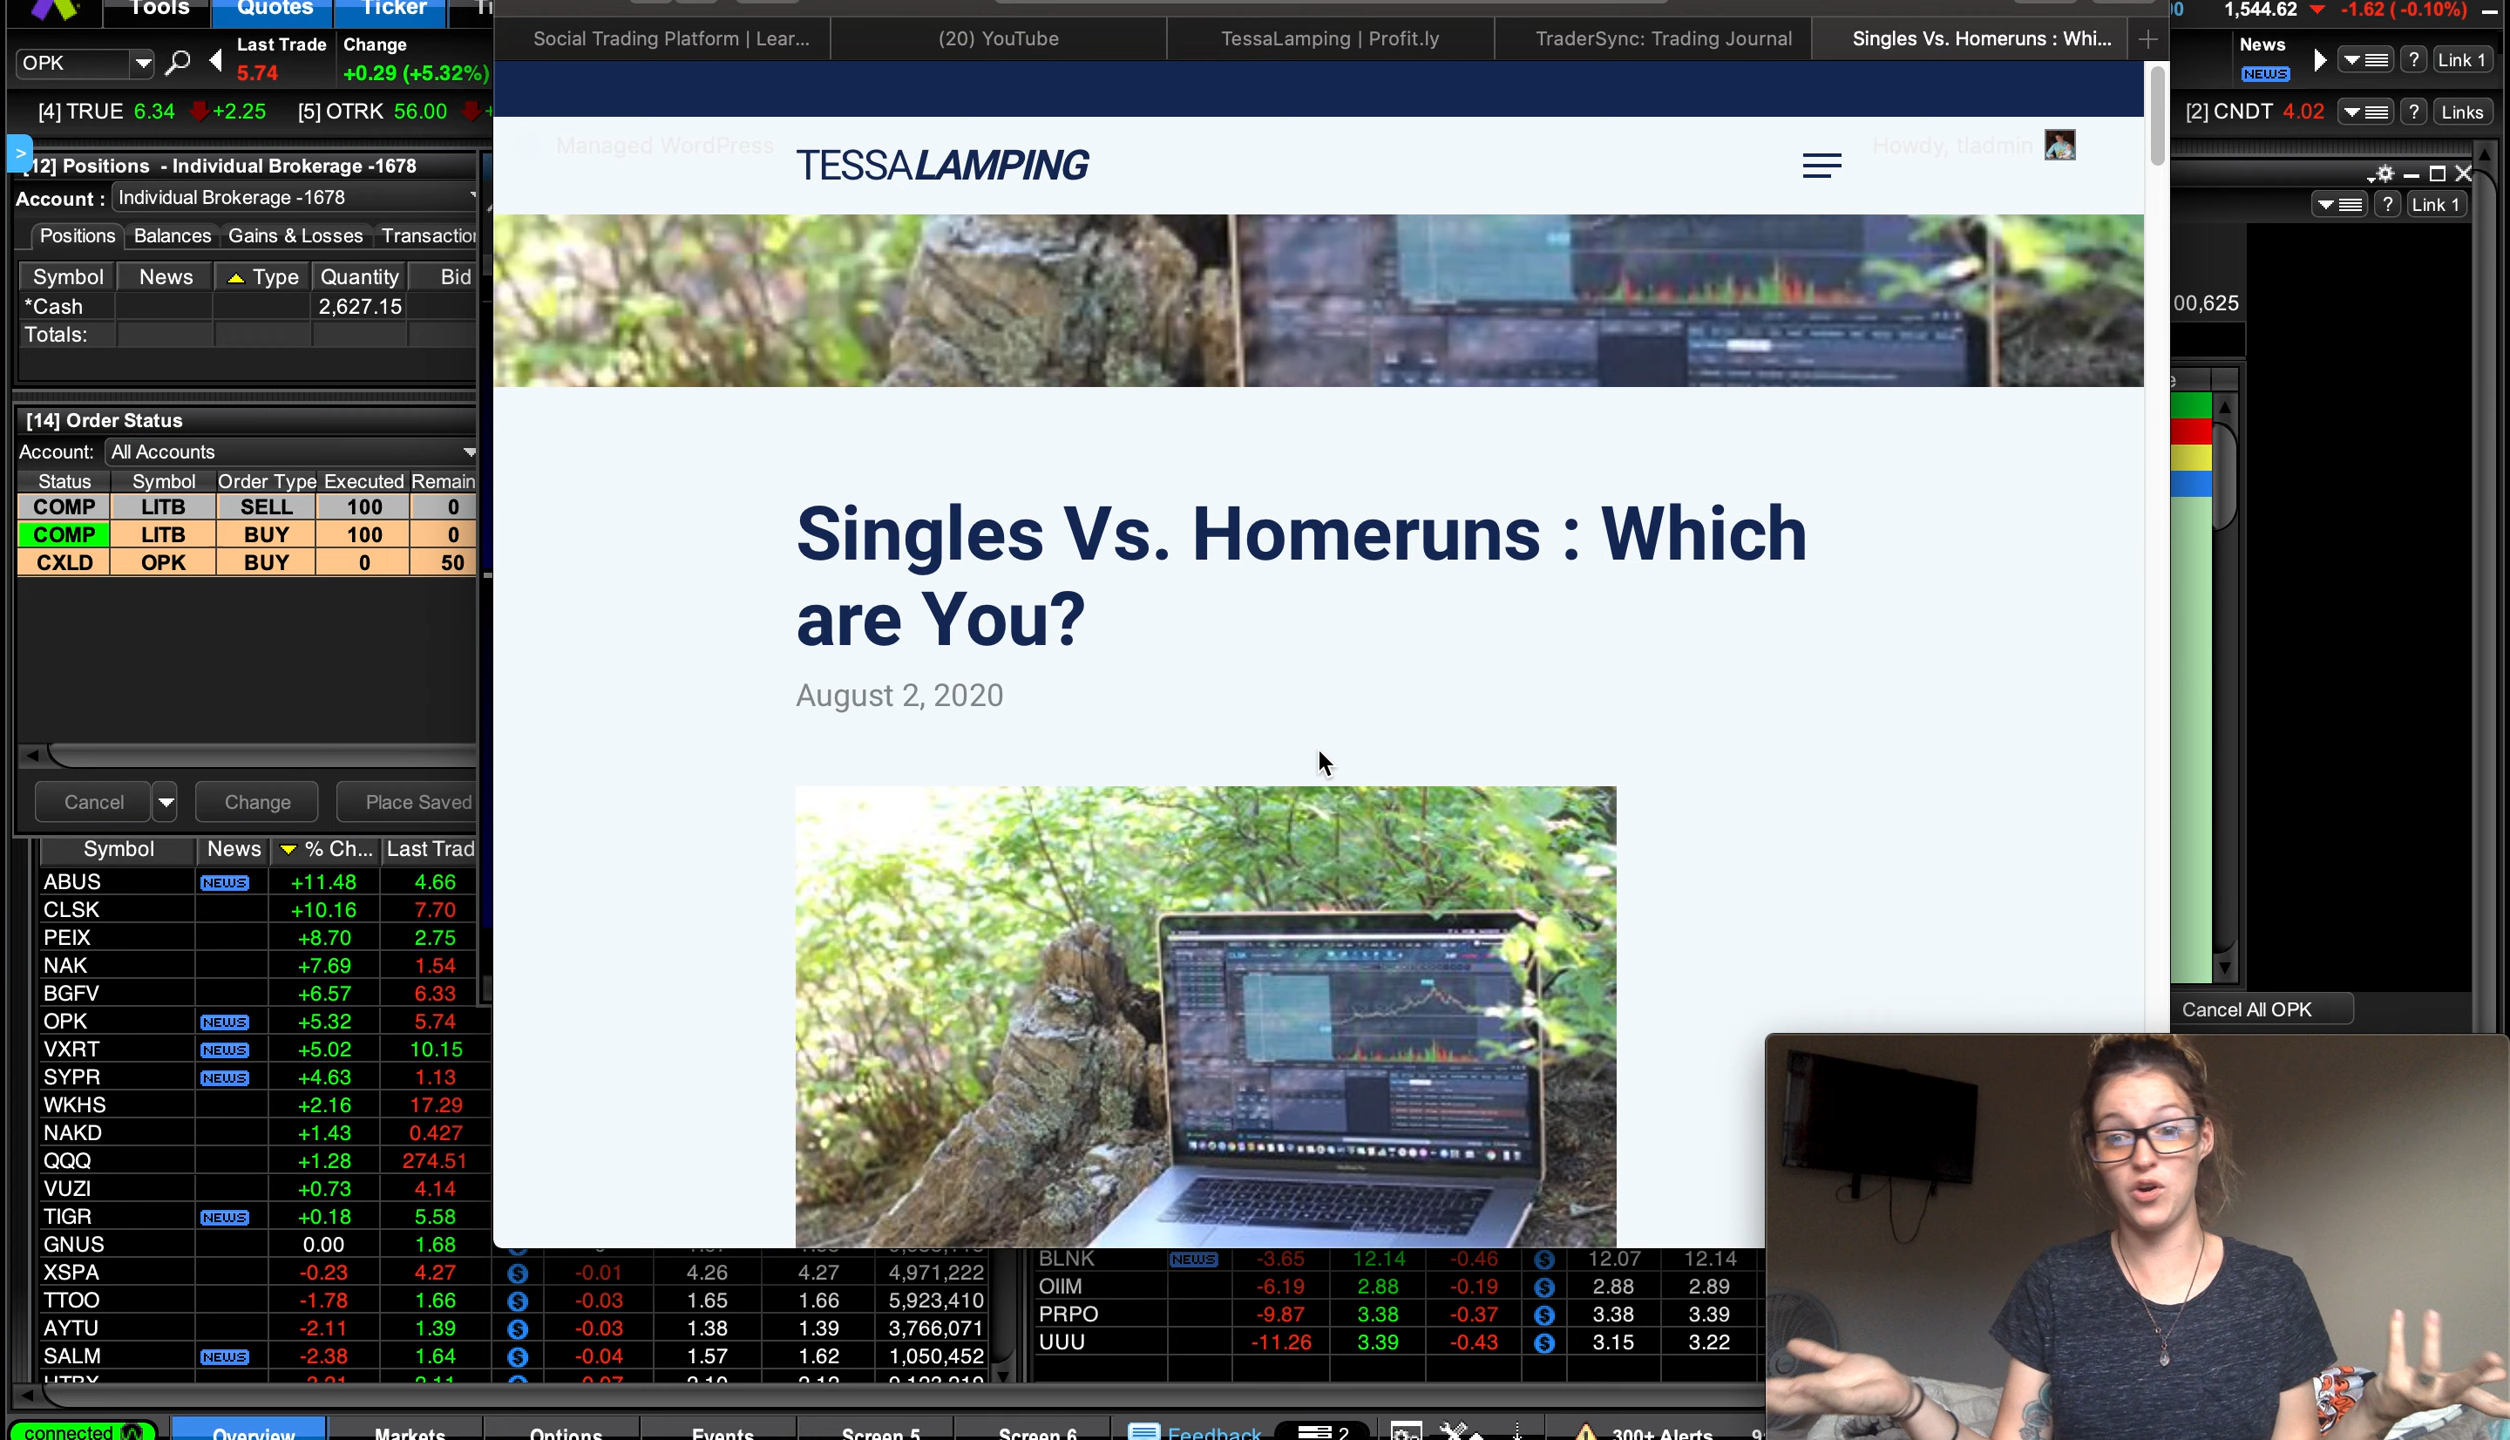 Tools Quotes Ticker
OPK
Last Trade Change
5.74 +0.29 (+5.32%)
[4] TRUE 6.34 +2.25 [5] OTRK 56.00
[12] Positions - Individual Brokerage -1678
Account : Individual Brokerage -1678
Positions Balances Gains & Losses
Symbol News Type Quantity Bid
*Cash 2,627.15
Totals:
[14] Order Status
Account: All Accounts
Status Symbol Order Type Executed Remain
COMP LITB SELL 100 0
COMP LITB BUY 100 0
CXLD OPK BUY 0 50
Cancel Change Place Saved
Symbol News % Ch... Last Trad
ABUS NEWS +11.48 4.66
CLSK +10.16 7.70
PEIX +8.70 2.75
NAK +7.69 1.54
BGFV +6.57 6.33
OPK NEWS +5.32 5.74
VXRT NEWS +5.02 10.15
SYPR NEWS +4.63 1.13
WKHS +2.16 17.29
NAKD +1.43 0.427
QQQ +1.28 274.51
VUZI +0.73 4.14
TIGR NEWS +0.18 5.58
GNUS 0.00 1.68
XSPA -0.23 4.27 -0.01 4.26 4.27 4,971,222
TTOO -1.78 1.66 -0.03 1.65 1.66 5,923,410
AYTU -2.11 1.39 -0.03 1.38 1.39 3,766,071
SALM NEWS -2.38 1.64 -0.04 1.57 1.62 1,050,452
Social Trading Platform | Lear... (20) YouTube TessaLamping | Profit.ly TraderSync: Trading Journal Singles Vs. Homeruns : Whi...
Managed WordPress
TESSALAMPING
Howdy, tladmin
Singles Vs. Homeruns : Which
are You?
August 2, 2020
1,544.62 -1.62 ( -0.10%)
News
NEWS ? Link 1
[2] CNDT 4.02 ? Links
? Link 1
00,625
Cancel All OPK
BLNK NEWS -3.65 12.14 -0.46 12.07 12.14
OIIM -6.19 2.88 -0.19 2.88 2.89
PRPO -9.87 3.38 -0.37 3.38 3.39
UUU -11.26 3.39 -0.43 3.15 3.22
connected Overview Markets Options Events Screen 5 Screen 6 Feedback 2 300+ Alerts